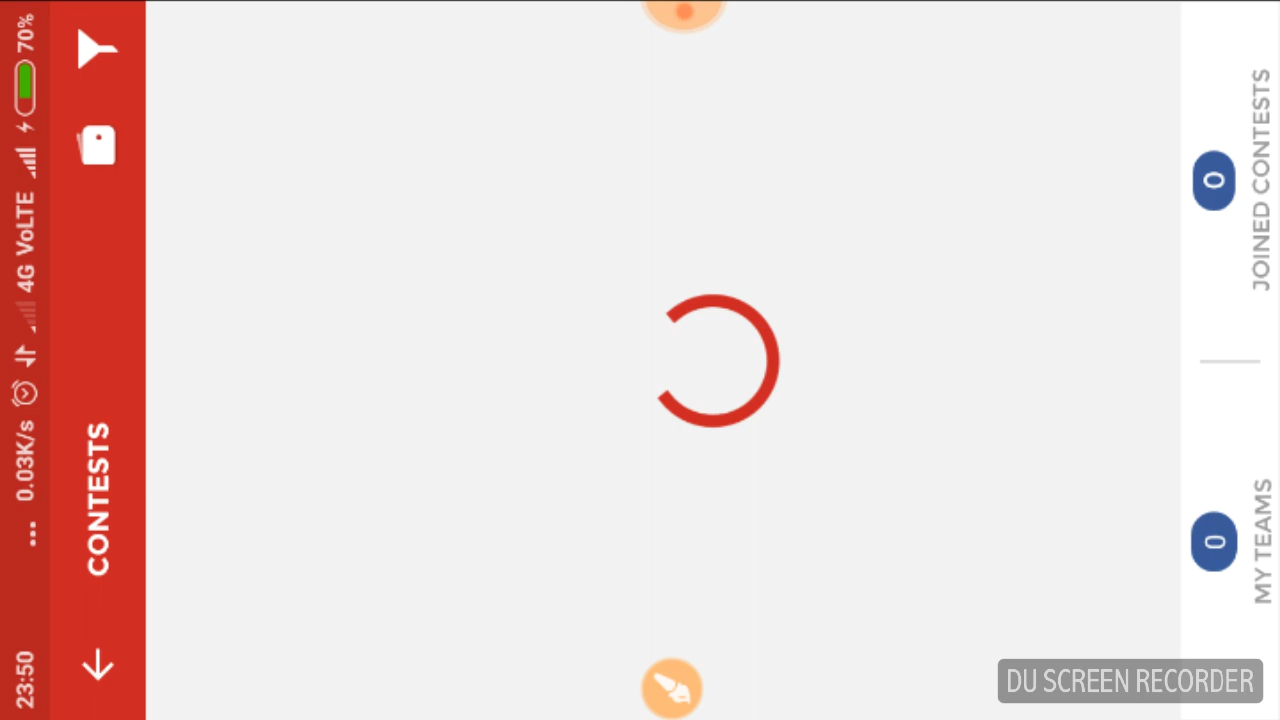 23:50 ... 0.03K/s 4G VoLTE 70%
CONTESTS
0 0
MY TEAMS JOINED CONTESTS
DU SCREEN RECORDER